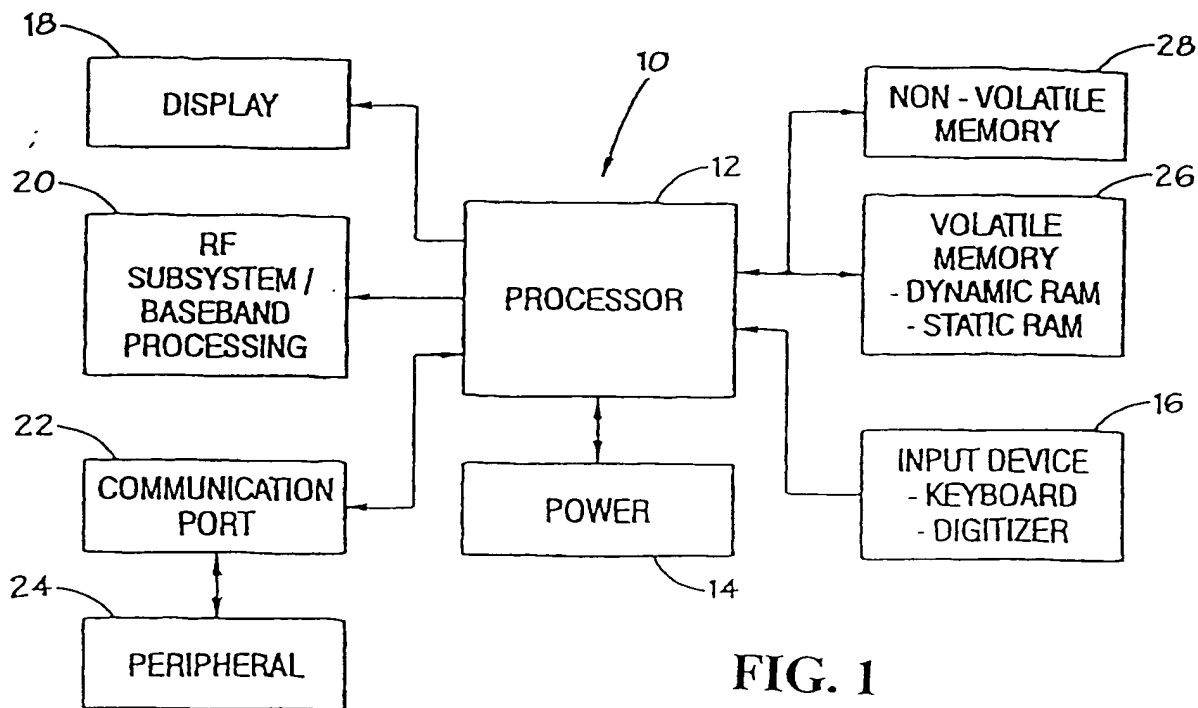 18
DISPLAY
10
28
NON - VOLATILE
MEMORY
20
RF
SUBSYSTEM /
BASEBAND
PROCESSING
12
PROCESSOR
26
VOLATILE
MEMORY
- DYNAMIC RAM
- STATIC RAM
22
COMMUNICATION
PORT
POWER
14
16
INPUT DEVICE
- KEYBOARD
- DIGITIZER
24
PERIPHERAL
FIG. 1